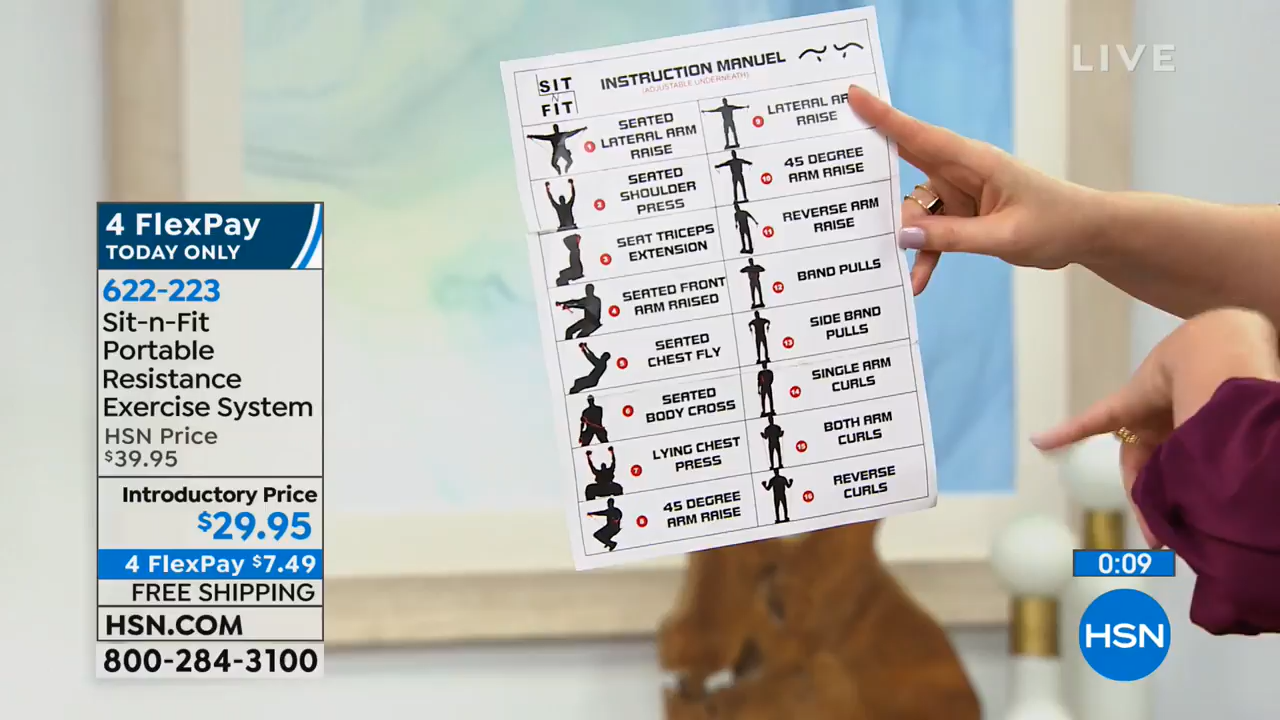 4 FlexPay
TODAY ONLY
622-223
Sit-n-Fit
Portable
Resistance
Exercise System
HSN Price
$39.95
Introductory Price
$29.95
4 FlexPay $7.49
FREE SHIPPING
HSN.COM
800-284-3100
SIT
N
FIT
INSTRUCTION MANUEL
(ADJUSTABLE UNDERNEATH)
1 SEATED
LATERAL ARM
RAISE
2 SEATED
SHOULDER
PRESS
3 SEAT TRICEPS
EXTENSION
4 SEATED FRONT
ARM RAISED
5 SEATED
CHEST FLY
6 SEATED
BODY CROSS
7 LYING CHEST
PRESS
8 45 DEGREE
ARM RAISE
9 LATERAL AR
RAISE
10 45 DEGREE
ARM RAISE
11 REVERSE ARM
RAISE
12 BAND PULLS
13 SIDE BAND
PULLS
14 SINGLE ARM
CURLS
15 BOTH ARM
CURLS
16 REVERSE
CURLS
LIVE
0:09
HSN